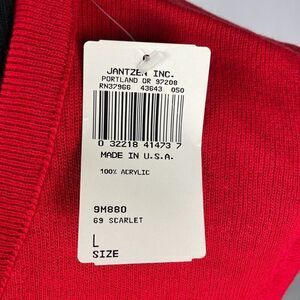 JANTZEN INC.
PORTLAND OR 97208
RN37966 43643 050
0 32218 41473 7
MADE IN U.S.A.
100% ACRYLIC
9M880
69 SCARLET
L
SIZE